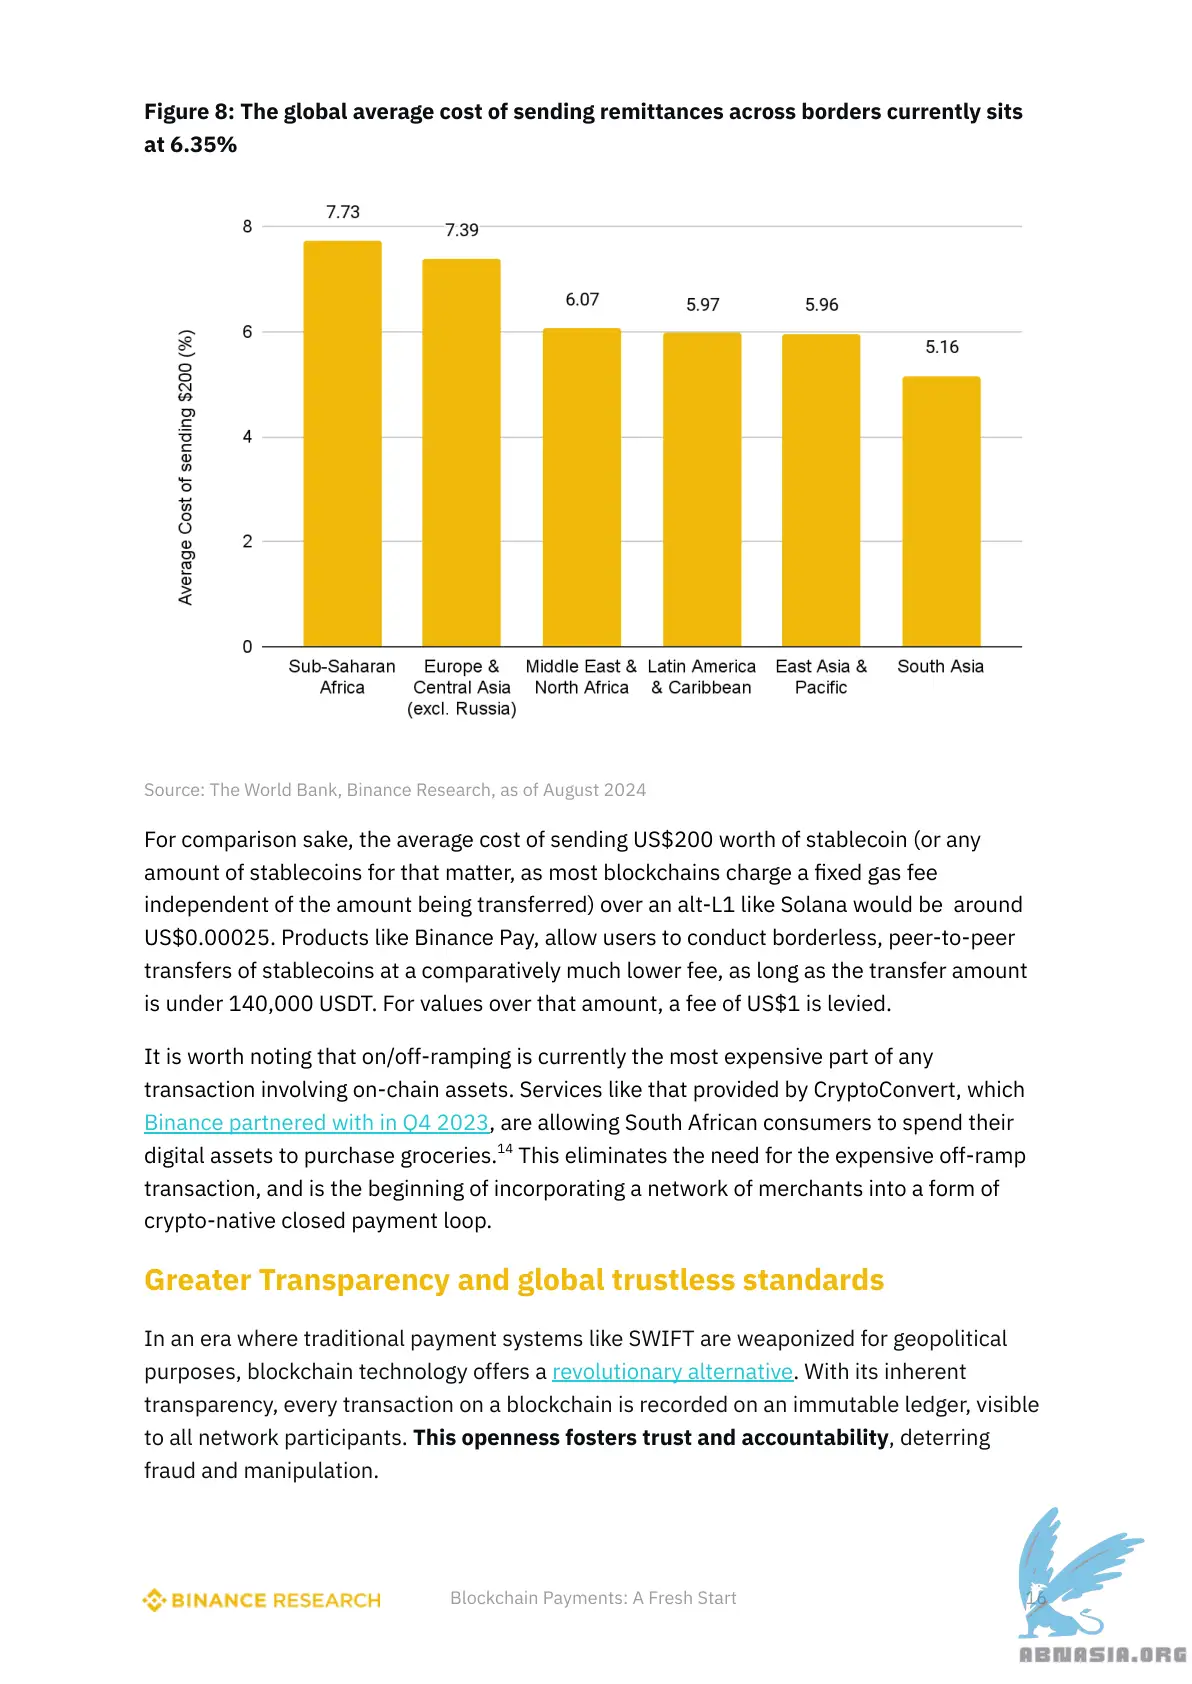 Figure 8: The global average cost of sending remittances across borders currently sits
at 6.35%
Average Cost of sending $200 (%)
8
6
4
2
0
7.73
7.39
6.07
5.97
5.96
5.16
Sub-Saharan
Africa
Europe &
Central Asia
(excl. Russia)
Middle East &
North Africa
Latin America
& Caribbean
East Asia &
Pacific
South Asia
Source: The World Bank, Binance Research, as of August 2024
For comparison sake, the average cost of sending US$200 worth of stablecoin (or any
amount of stablecoins for that matter, as most blockchains charge a fixed gas fee
independent of the amount being transferred) over an alt-L1 like Solana would be  around
US$0.00025. Products like Binance Pay, allow users to conduct borderless, peer-to-peer
transfers of stablecoins at a comparatively much lower fee, as long as the transfer amount
is under 140,000 USDT. For values over that amount, a fee of US$1 is levied.
It is worth noting that on/off-ramping is currently the most expensive part of any
transaction involving on-chain assets. Services like that provided by CryptoConvert, which
Binance partnered with in Q4 2023, are allowing South African consumers to spend their
digital assets to purchase groceries.14 This eliminates the need for the expensive off-ramp
transaction, and is the beginning of incorporating a network of merchants into a form of
crypto-native closed payment loop.
Greater Transparency and global trustless standards
In an era where traditional payment systems like SWIFT are weaponized for geopolitical
purposes, blockchain technology offers a revolutionary alternative. With its inherent
transparency, every transaction on a blockchain is recorded on an immutable ledger, visible
to all network participants. This openness fosters trust and accountability, deterring
fraud and manipulation.
BINANCE RESEARCH
Blockchain Payments: A Fresh Start
16
ABNASIA.ORG